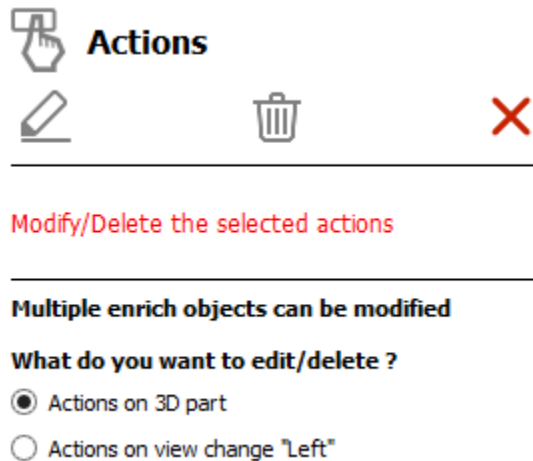 Actions
Modify/Delete the selected actions
Multiple enrich objects can be modified
What do you want to edit/delete ?
Actions on 3D part
Actions on view change "Left"